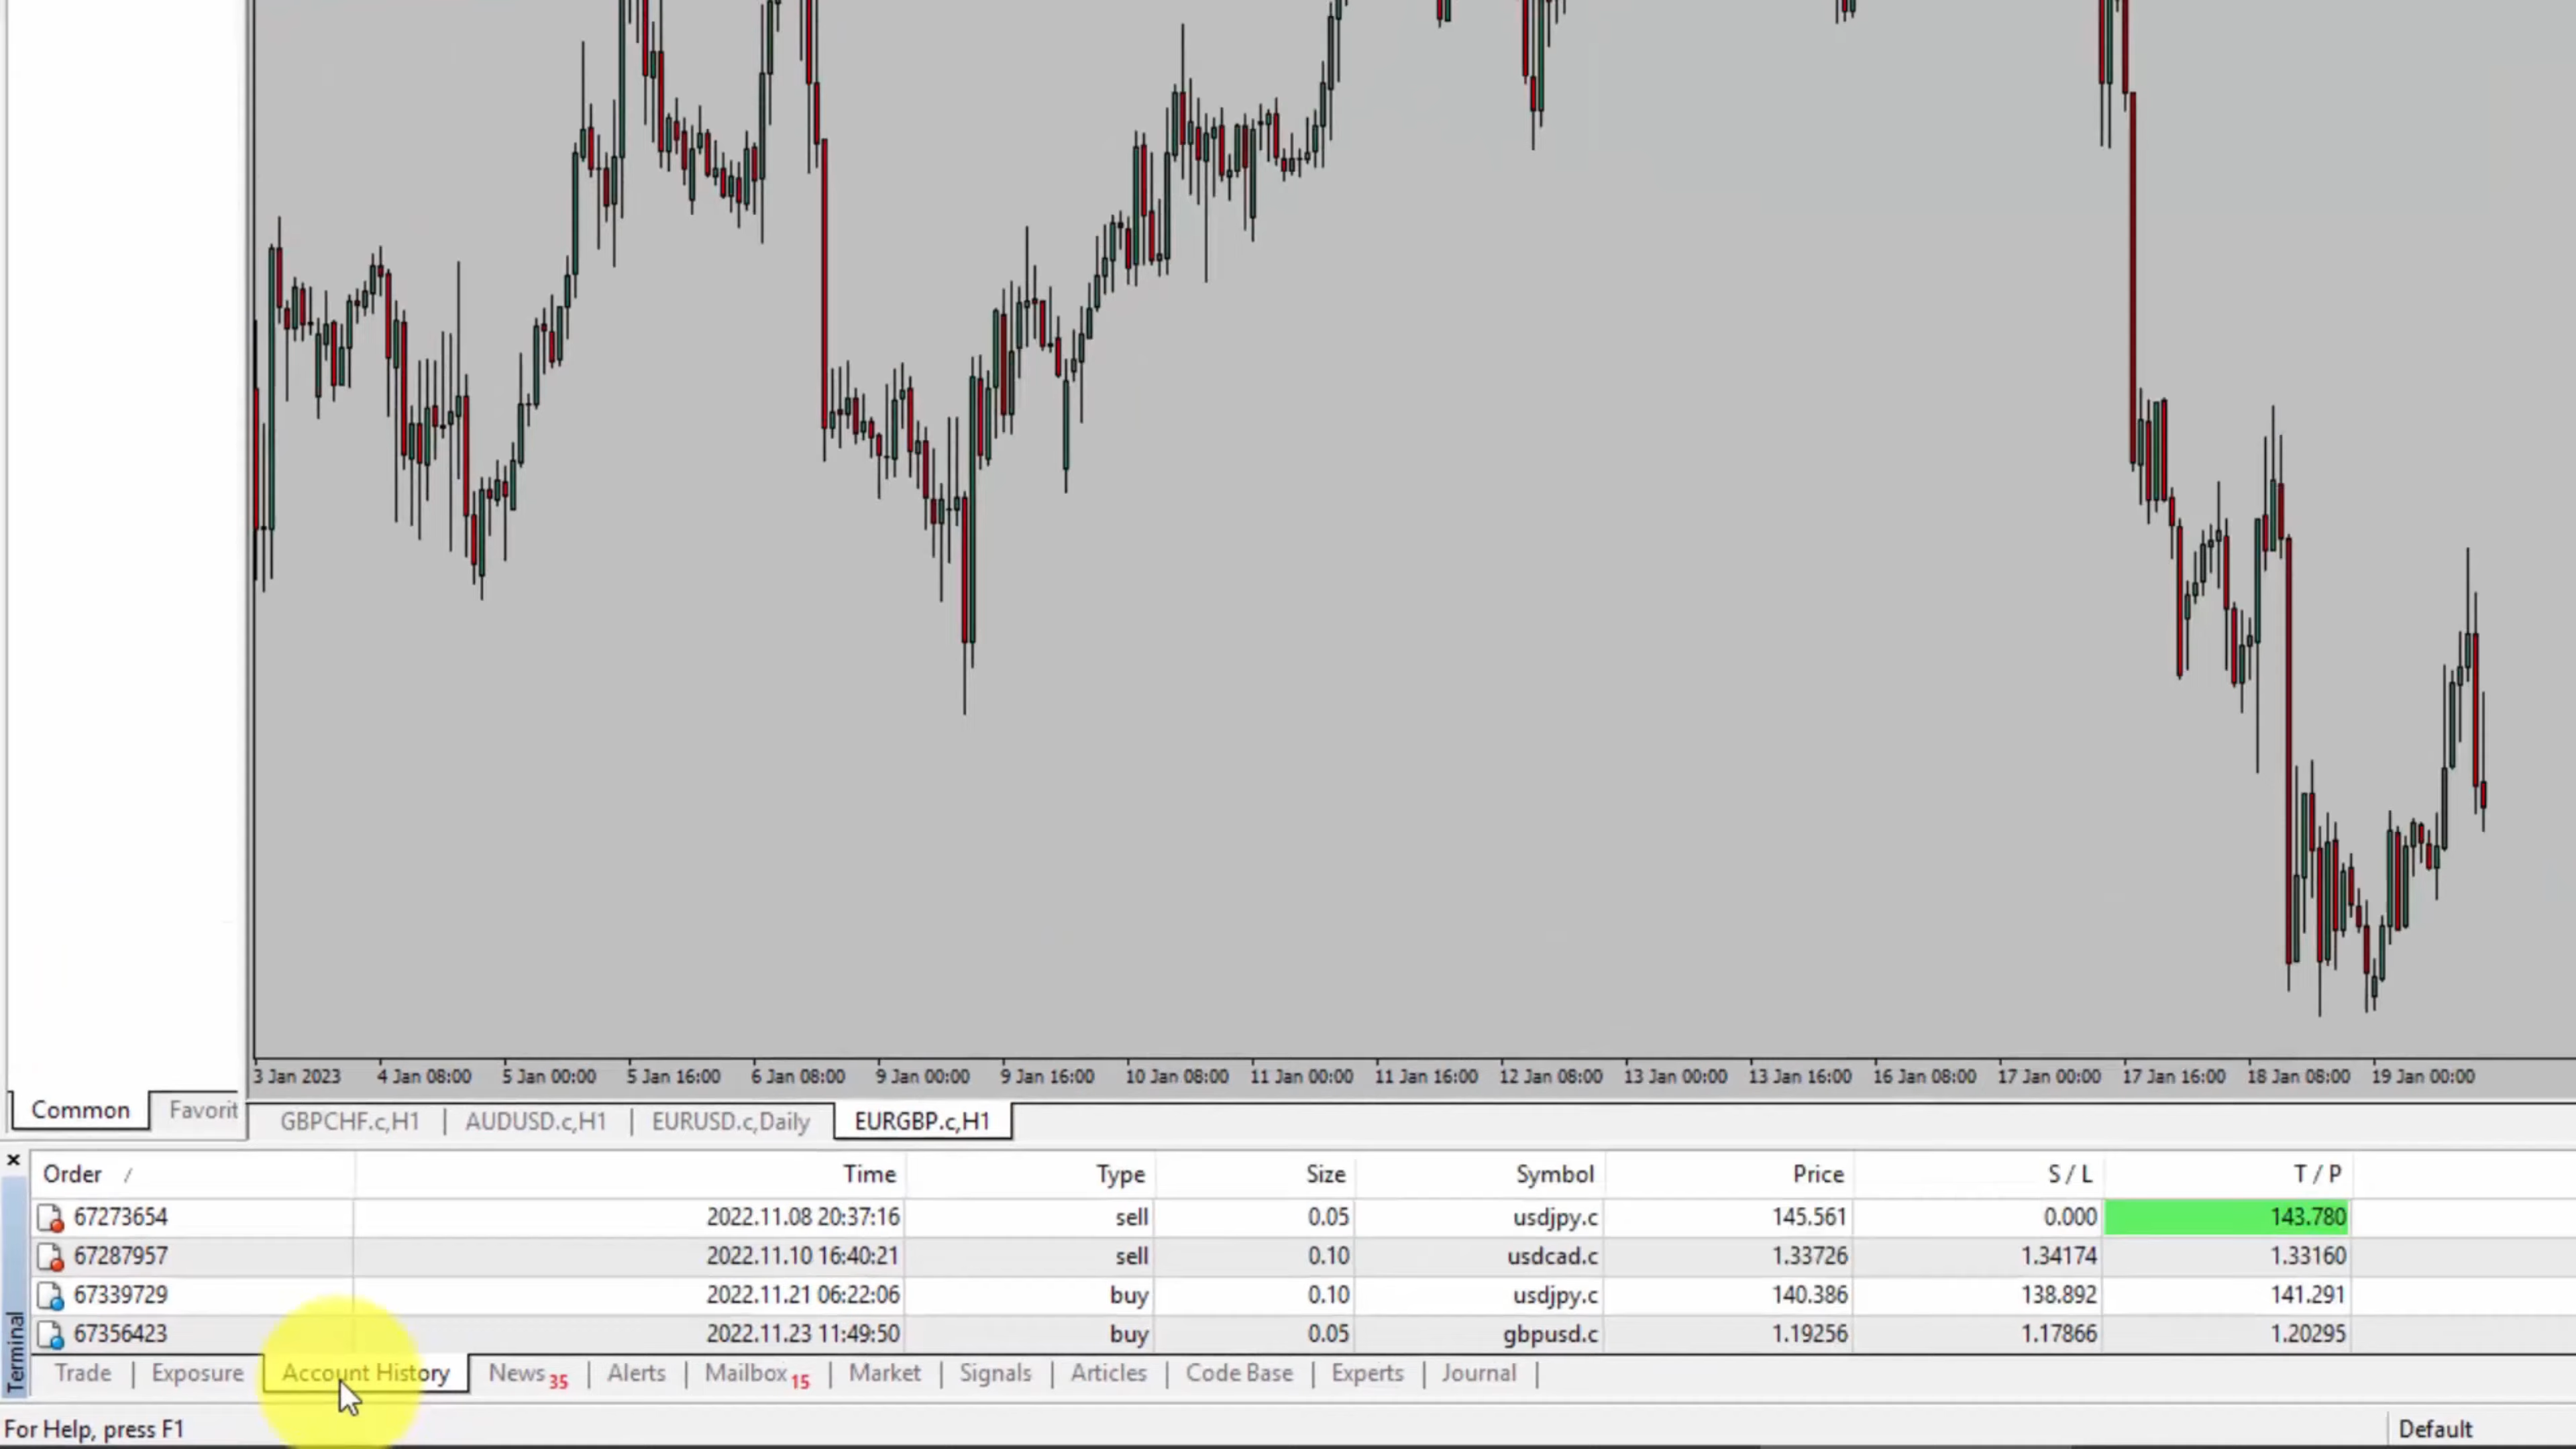 3 Jan 2023 4 Jan 08:00 5 Jan 00:00 5 Jan 16:00 6 Jan 08:00 9 Jan 00:00 9 Jan 16:00 10 Jan 08:00 11 Jan 00:00 11 Jan 16:00 12 Jan 08:00 13 Jan 00:00 13 Jan 16:00 16 Jan 08:00 17 Jan 00:00 17 Jan 16:00 18 Jan 08:00 19 Jan 00:00
Common Favorit
GBPCHF.c,H1 | AUDUSD.c,H1 | EURUSD.c,Daily EURGBP.c,H1
Order / Time Type Size Symbol Price S / L T / P
67273654 2022.11.08 20:37:16 sell 0.05 usdjpy.c 145.561 0.000 143.780
67287957 2022.11.10 16:40:21 sell 0.10 usdcad.c 1.33726 1.34174 1.33160
67339729 2022.11.21 06:22:06 buy 0.10 usdjpy.c 140.386 138.892 141.291
67356423 2022.11.23 11:49:50 buy 0.05 gbpusd.c 1.19256 1.17866 1.20295
Terminal
Trade | Exposure Account History News 35 | Alerts | Mailbox 15 | Market | Signals | Articles | Code Base | Experts | Journal |
For Help, press F1 Default